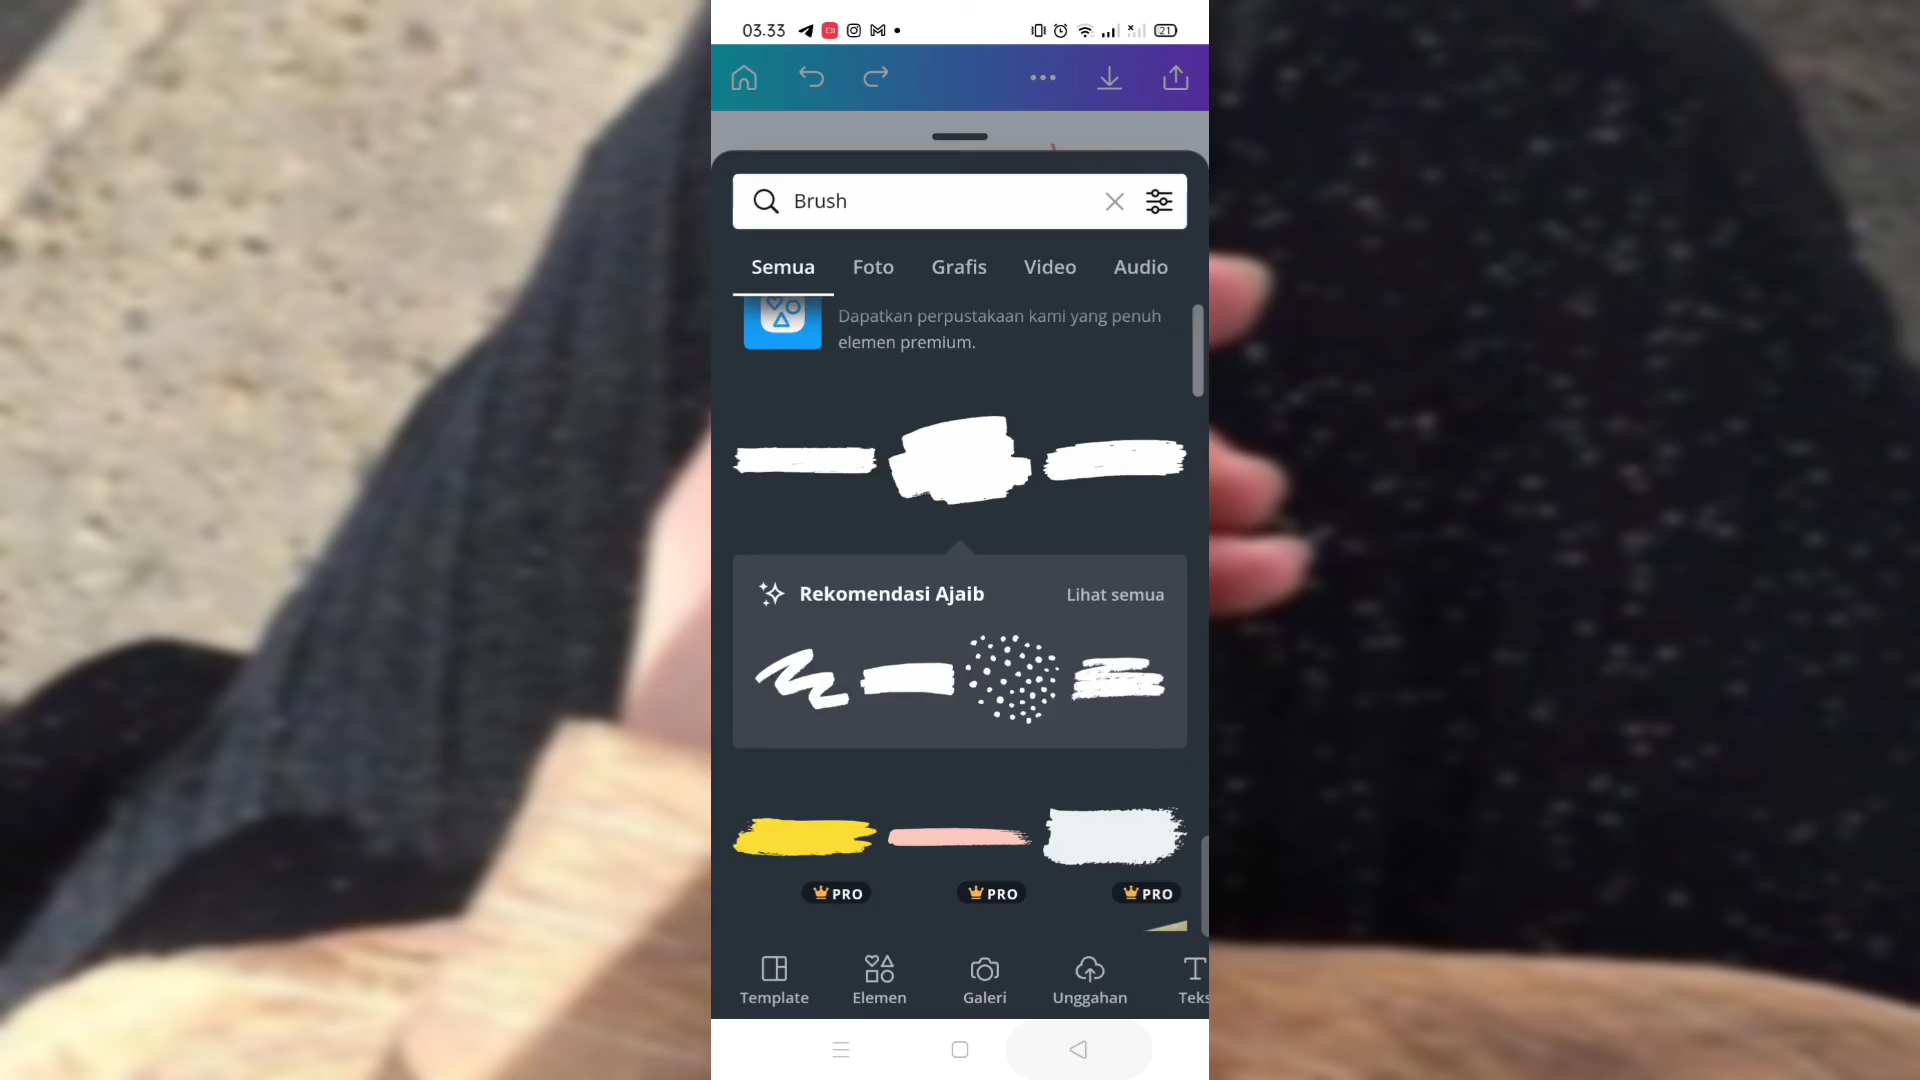 03.33
21
Brush
Semua Foto Grafis Video Audio
Dapatkan perpustakaan kami yang penuh
elemen premium.
Rekomendasi Ajaib Lihat semua
PRO PRO PRO
Template Elemen Galeri Unggahan Teks